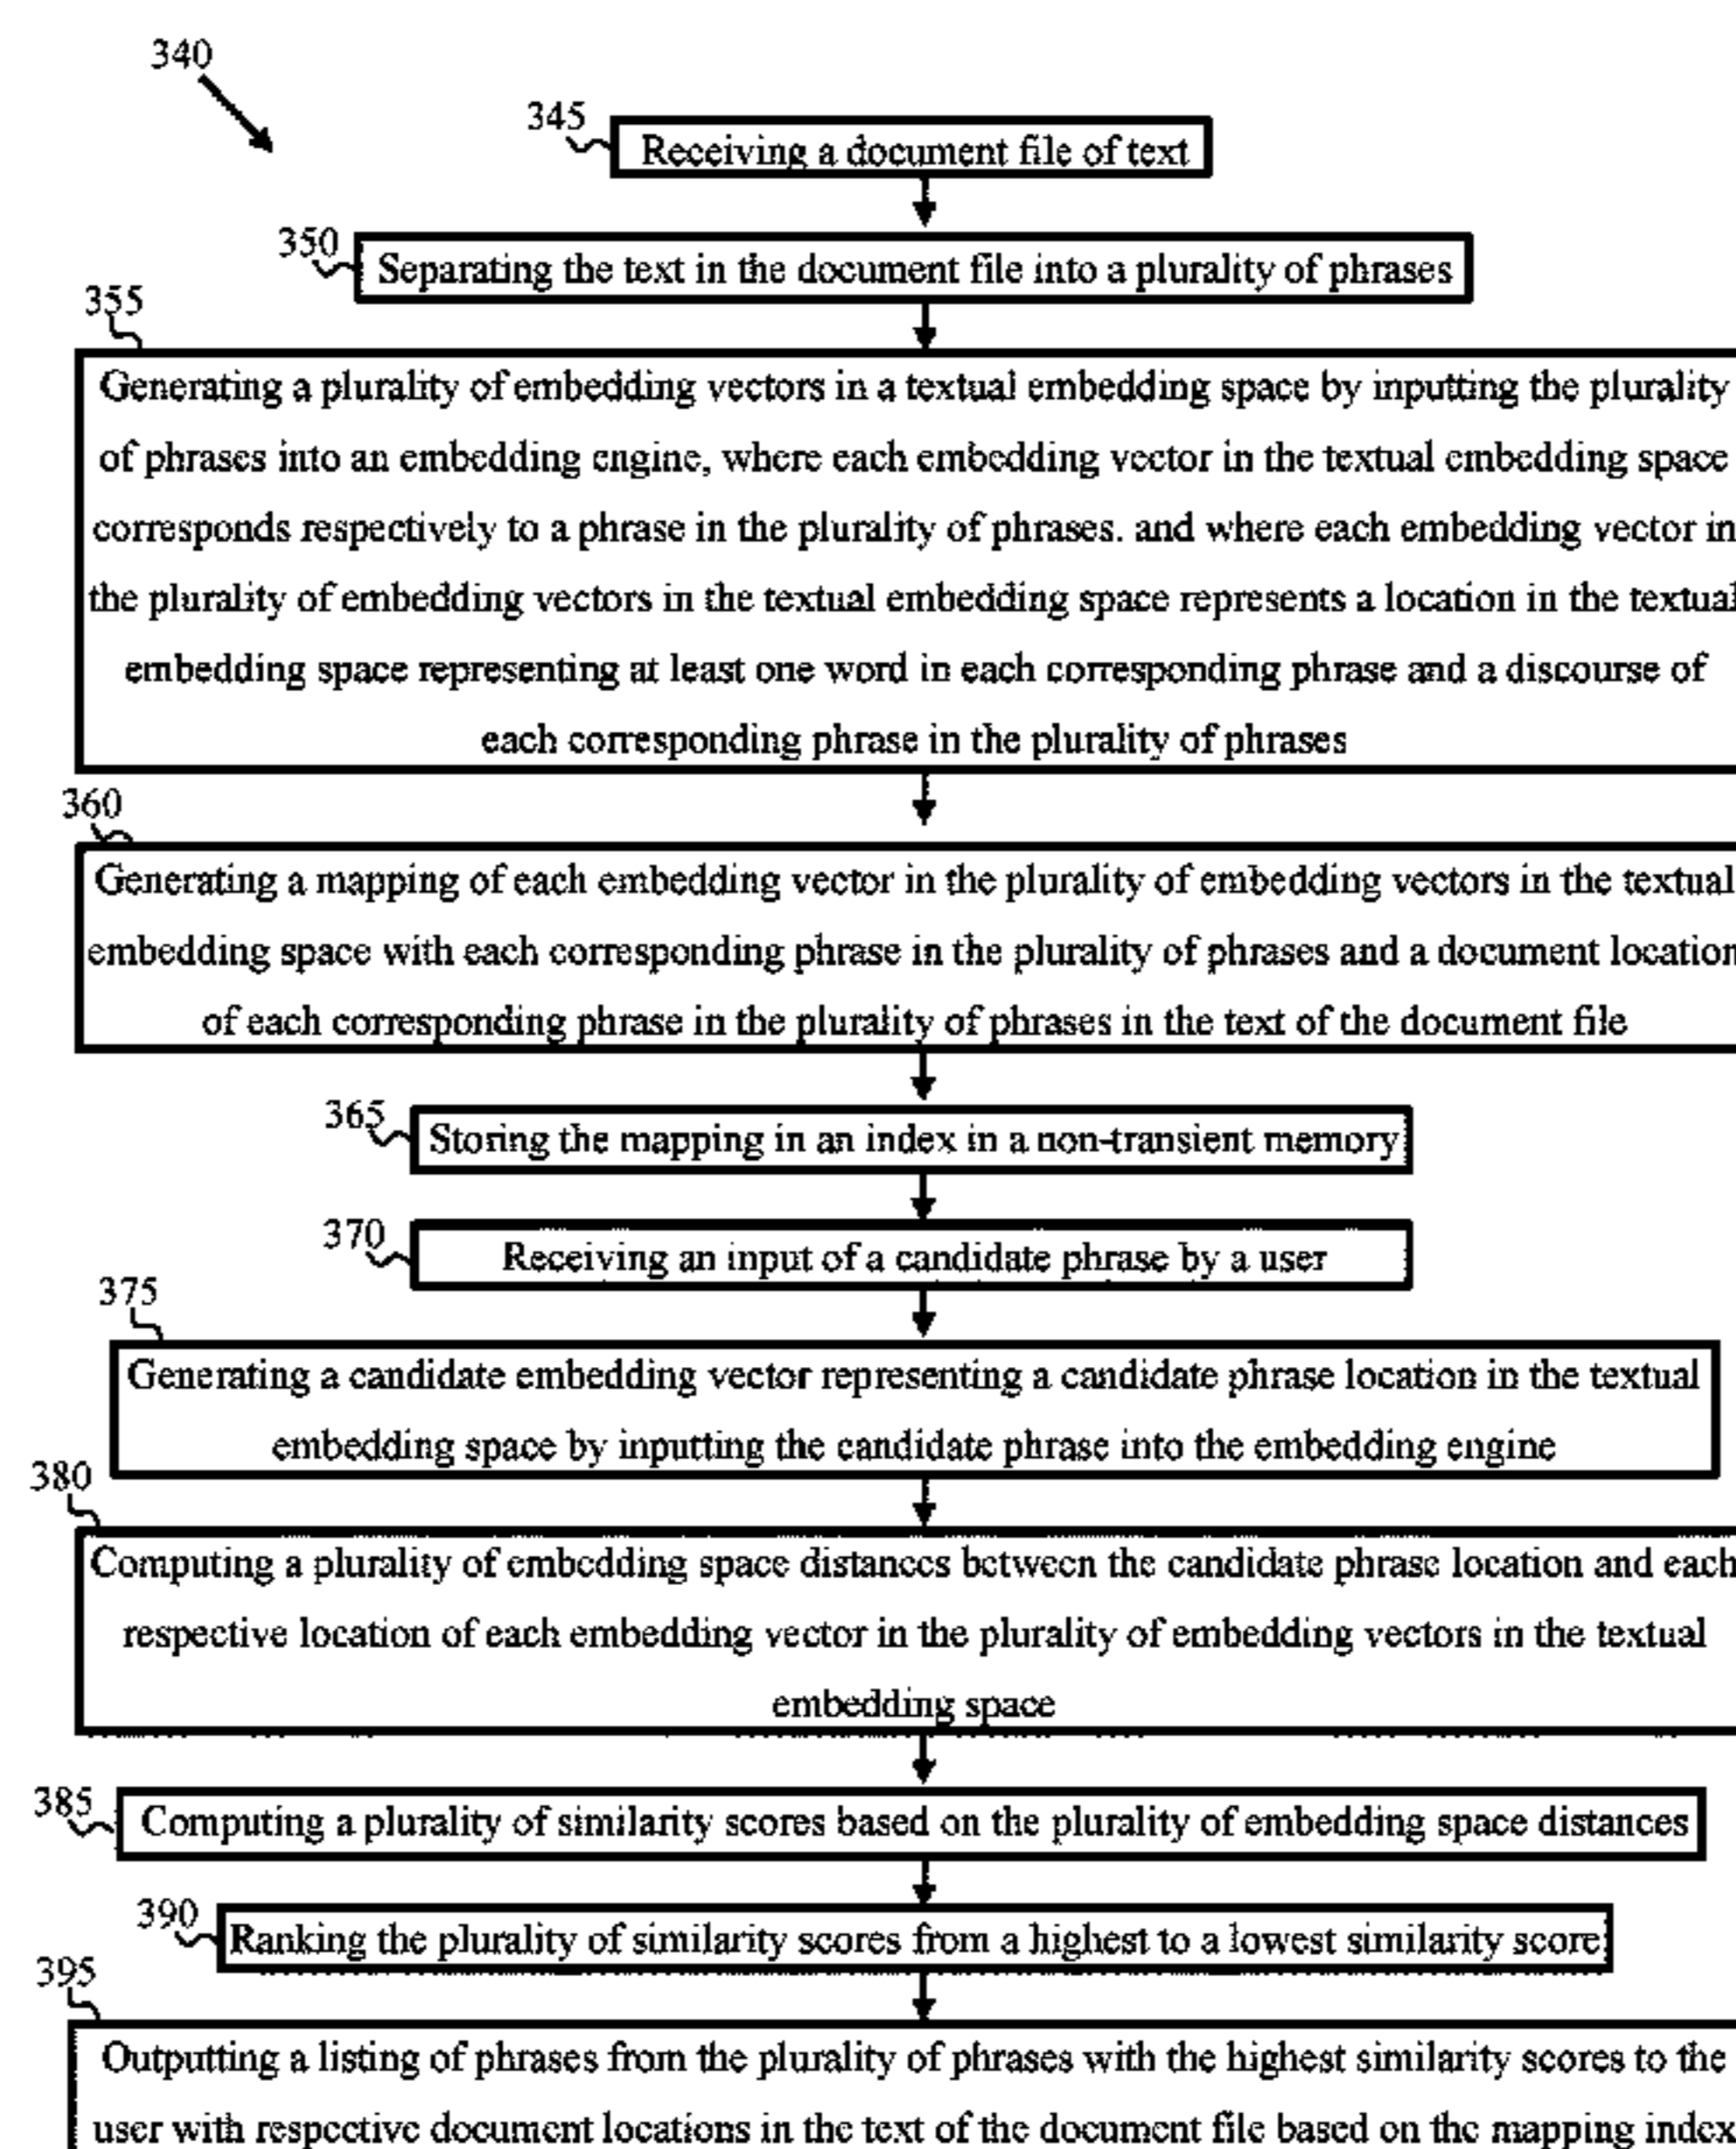 340
345
Receiving a document file of text
350
Separating the text in the document file into a plurality of phrases
355
Generating a plurality of embedding vectors in a textual embedding space by inputting the plurality
of phrases into an embedding engine, where each embedding vector in the textual embedding space
corresponds respectively to a phrase in the plurality of phrases. and where each embedding vector in
the plurality of embedding vectors in the textual embedding space represents a location in the textual
embedding space representing at least one word in each corresponding phrase and a discourse of
each corresponding phrase in the plurality of phrases
360
Generating a mapping of each embedding vector in the plurality of embedding vectors in the textual
embedding space with each corresponding phrase in the plurality of phrases and a document location
of each corresponding phrase in the plurality of phrases in the text of the document file
365
Storing the mapping in an index in a non-transient memory
370
Receiving an input of a candidate phrase by a user
375
Generating a candidate embedding vector representing a candidate phrase location in the textual
embedding space by inputting the candidate phrase into the embedding engine
380
Computing a plurality of embedding space distances between the candidate phrase location and each
respective location of each embedding vector in the plurality of embedding vectors in the textual
embedding space
385
Computing a plurality of similarity scores based on the plurality of embedding space distances
390
Ranking the plurality of similarity scores from a highest to a lowest similarity score
395
Outputting a listing of phrases from the plurality of phrases with the highest similarity scores to the
user with respective document locations in the text of the document file based on the mapping index